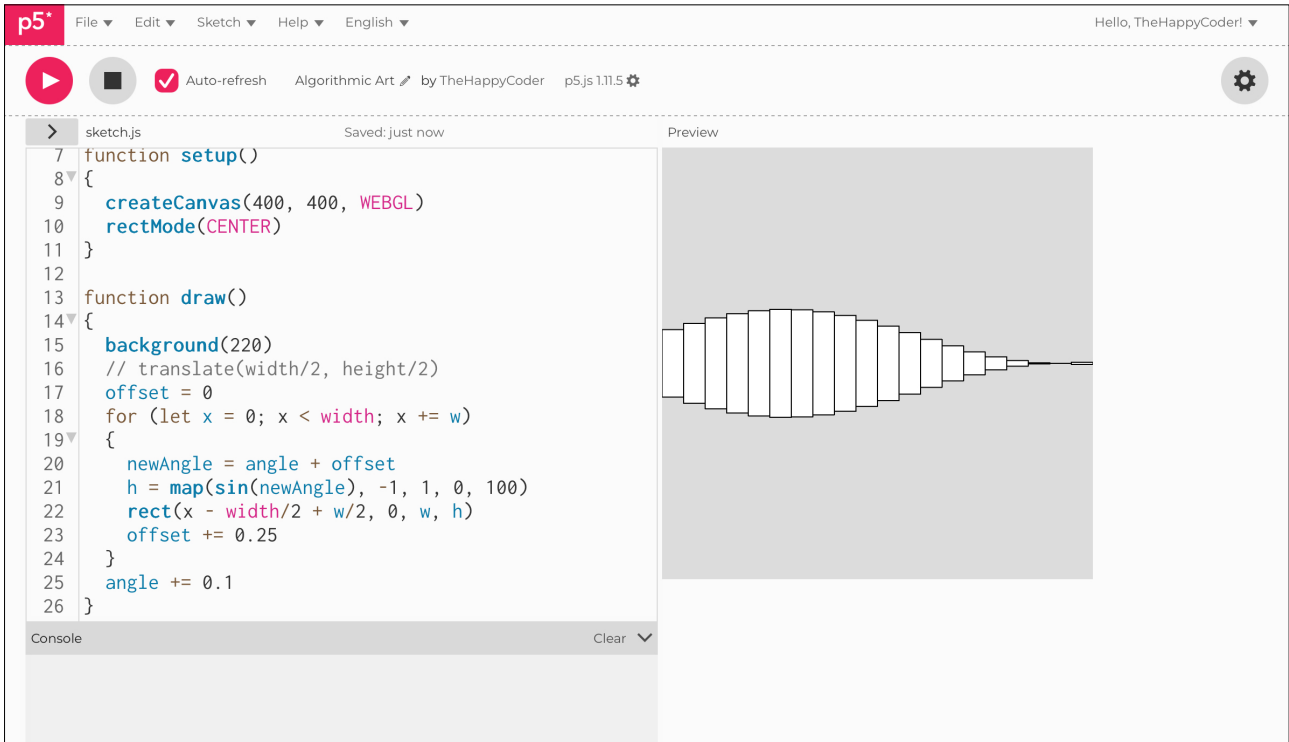 p5* File Edit Sketch Help English Hello, TheHappyCoder!
Auto-refresh Algorithmic Art by TheHappyCoder p5.js 1.11.5
sketch.js Saved: just now Preview
7 function setup()
8 {
9 createCanvas(400, 400, WEBGL)
10 rectMode(CENTER)
11 }
12
13 function draw()
14 {
15 background(220)
16 // translate(width/2, height/2)
17 offset = 0
18 for (let x = 0; x < width; x += w)
19 {
20 newAngle = angle + offset
21 h = map(sin(newAngle), -1, 1, 0, 100)
22 rect(x - width/2 + w/2, 0, w, h)
23 offset += 0.25
24 }
25 angle += 0.1
26 }
Console Clear